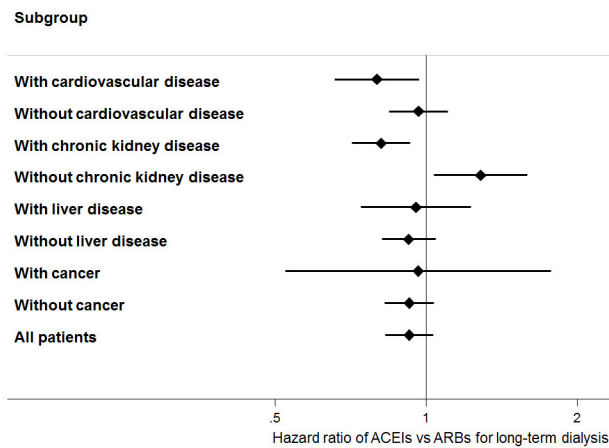 Subgroup
With cardiovascular disease
Without cardiovascular disease
With chronic kidney disease
Without chronic kidney disease
With liver disease
Without liver disease
With cancer
Without cancer
All patients
.5 1 2
Hazard ratio of ACEIs vs ARBs for long-term dialysis